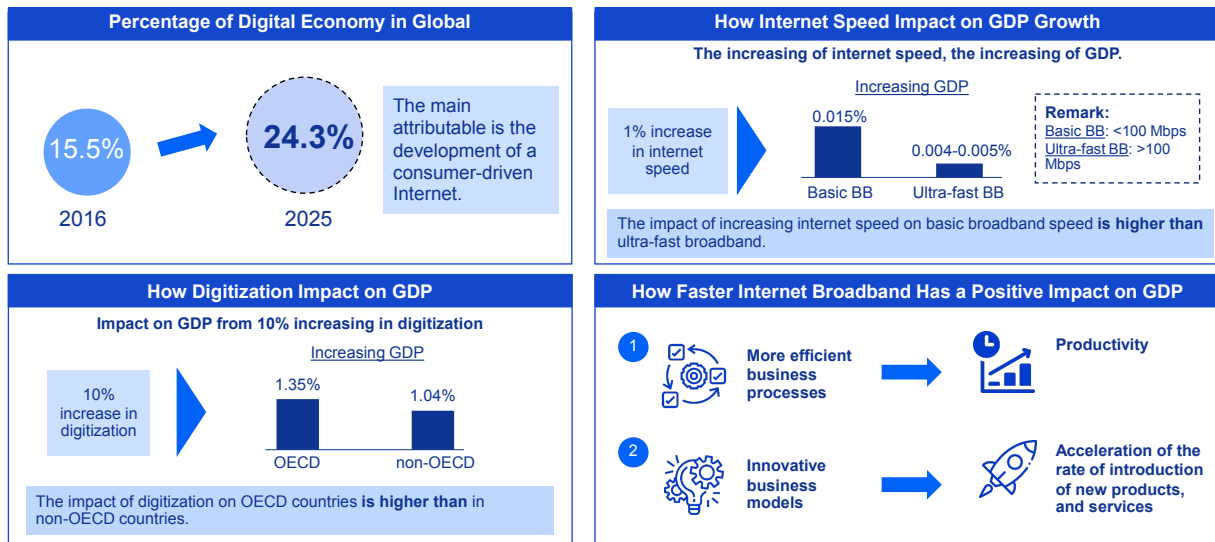 Percentage of Digital Economy in Global
15.5%
2016
24.3%
2025
The main
attributable is the
development of a
consumer-driven
Internet.
How Internet Speed Impact on GDP Growth
The increasing of internet speed, the increasing of GDP.
1% increase
in internet
speed
Increasing GDP
0.015%
0.004-0.005%
Basic BB
Ultra-fast BB
Remark:
Basic BB: <100 Mbps
Ultra-fast BB: >100
Mbps
The impact of increasing internet speed on basic broadband speed is higher than
ultra-fast broadband.
How Digitization Impact on GDP
Impact on GDP from 10% increasing in digitization
10%
increase in
digitization
Increasing GDP
1.35%
1.04%
OECD
non-OECD
The impact of digitization on OECD countries is higher than in
non-OECD countries.
How Faster Internet Broadband Has a Positive Impact on GDP
1
More efficient
business
processes
Productivity
2
Innovative
business
models
Acceleration of the
rate of introduction
of new products,
and services